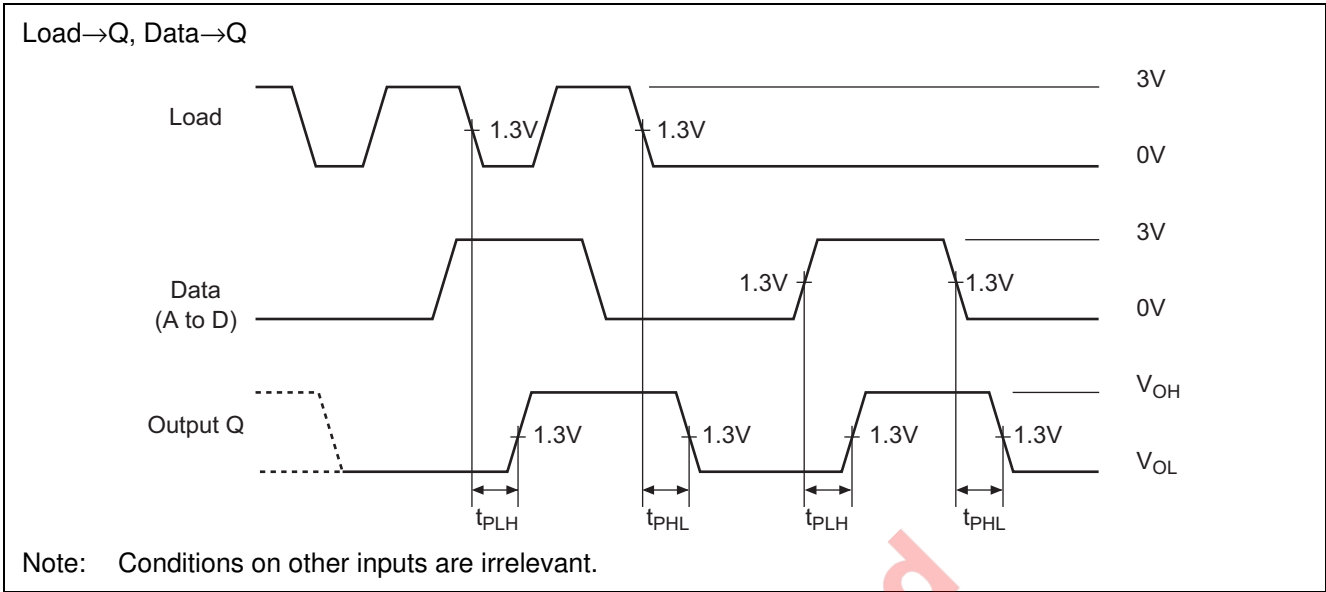 Load→Q, Data→Q
Load
1.3V
1.3V
3V
0V
Data
(A to D)
1.3V
1.3V
3V
0V
Output Q
1.3V
1.3V
1.3V
1.3V
VOH
VOL
tPLH
tPHL
tPLH
tPHL
Note: Conditions on other inputs are irrelevant.